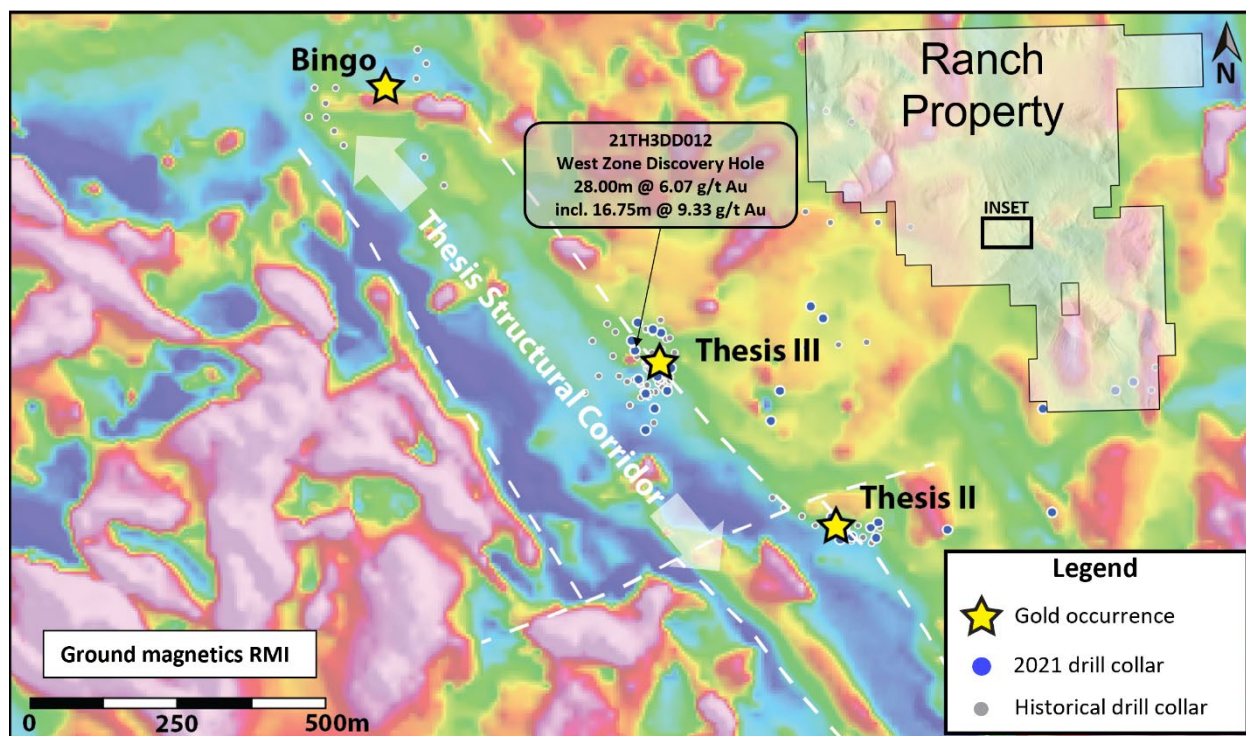 Bingo
21TH3DD012
West Zone Discovery Hole
28.00m @ 6.07 g/t Au
incl. 16.75m @ 9.33 g/t Au
Ranch
Property
N
INSET
Thesis Structural Corridor
Thesis III
Thesis II
Ground magnetics RMI
0 250 500m
Legend
Gold occurrence
2021 drill collar
Historical drill collar